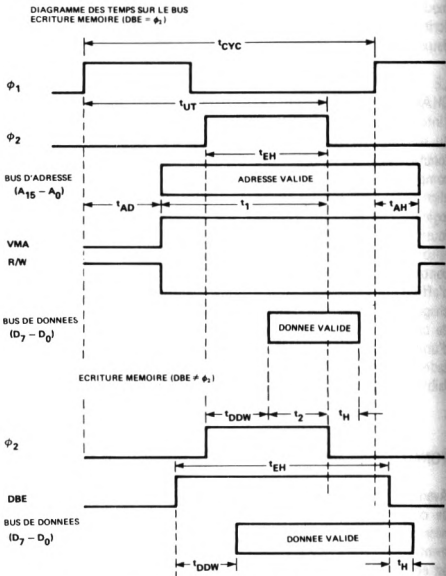 DIAGRAMME DES TEMPS SUR LE BUS
ECRITURE MEMOIRE (DBE = ϕ₂)
tCYC
ϕ₁
tUT
ϕ₂
tEH
BUS D'ADRESSE
(A₁₅ – A₀)
ADRESSE VALIDE
tAD
t₁
tAH
VMA
R/W
BUS DE DONNEES
(D₇ – D₀)
DONNEE VALIDE
ECRITURE MEMOIRE (DBE ≠ ϕ₂)
tDDW
t₂
tH
ϕ₂
tEH
DBE
BUS DE DONNEES
(D₇ – D₀)
DONNEE VALIDE
tDDW
tH